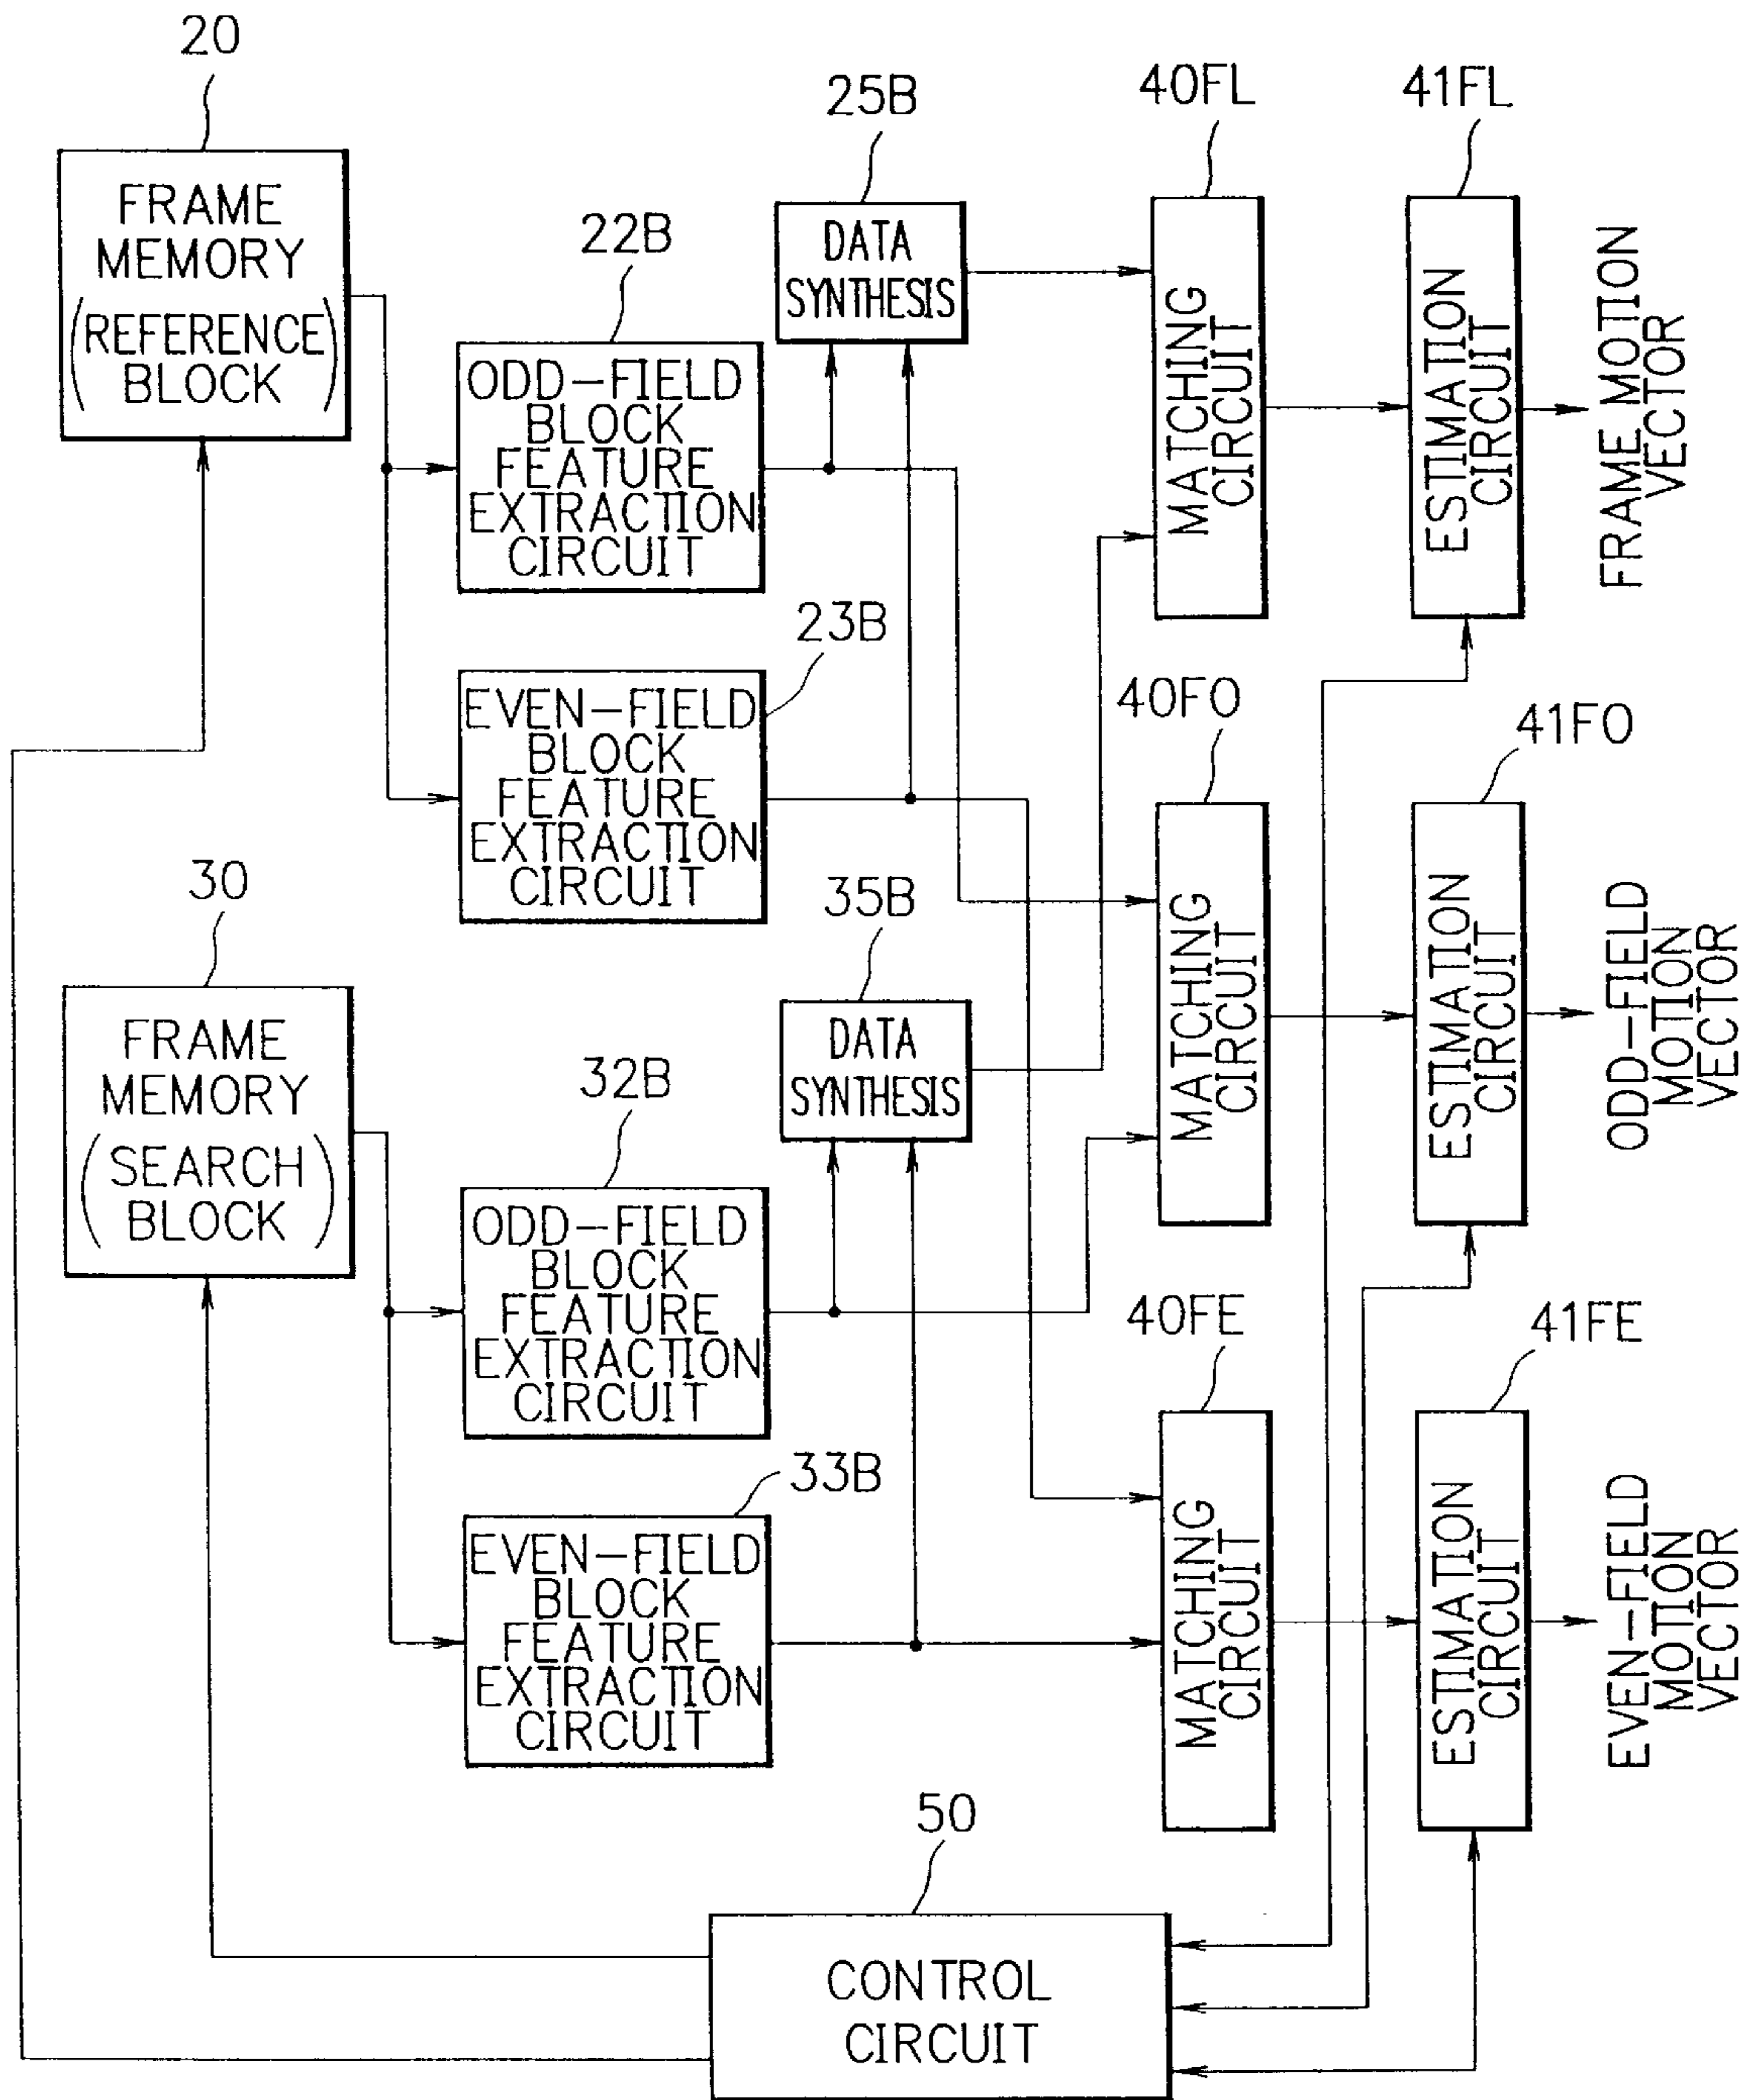 20
FRAME
MEMORY
(REFERENCE
BLOCK)
22B
ODD-FIELD
BLOCK
FEATURE
EXTRACTION
CIRCUIT
25B
DATA
SYNTHESIS
40FL
MATCHING
CIRCUIT
41FL
ESTIMATION
CIRCUIT
FRAME MOTION
VECTOR
23B
EVEN-FIELD
BLOCK
FEATURE
EXTRACTION
CIRCUIT
30
FRAME
MEMORY
(SEARCH
BLOCK)
32B
ODD-FIELD
BLOCK
FEATURE
EXTRACTION
CIRCUIT
35B
DATA
SYNTHESIS
40FO
MATCHING
CIRCUIT
41FO
ESTIMATION
CIRCUIT
ODD-FIELD
MOTION
VECTOR
33B
EVEN-FIELD
BLOCK
FEATURE
EXTRACTION
CIRCUIT
40FE
MATCHING
CIRCUIT
41FE
ESTIMATION
CIRCUIT
EVEN-FIELD
MOTION
VECTOR
50
CONTROL
CIRCUIT